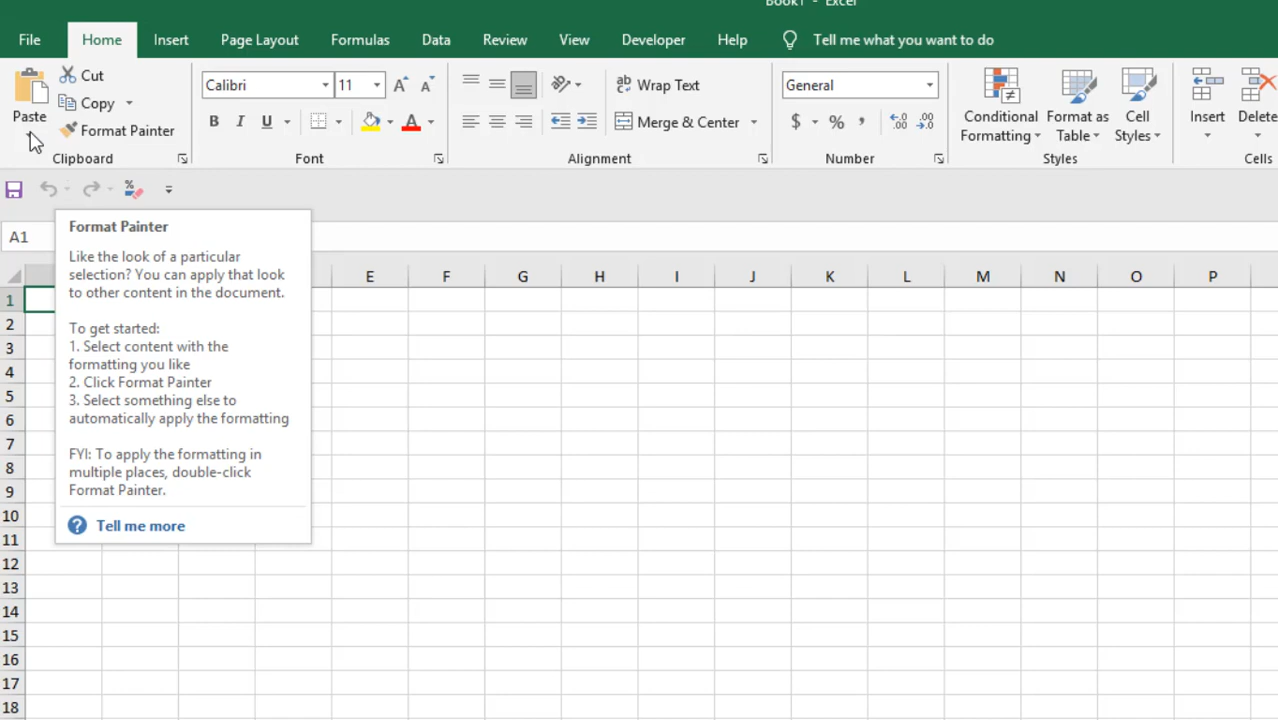 Book1 - Excel
File Home Insert Page Layout Formulas Data Review View Developer Help Tell me what you want to do
Paste
Cut
Copy
Format Painter
Clipboard
Calibri 11
B I U A
Font
ab Wrap Text
Merge & Center
Alignment
General
$ % ,
Number
Conditional Formatting
Format as Table
Cell Styles
Styles
Insert
Delete
Cells
A1
E F G H I J K L M N O P
Format Painter
Like the look of a particular
selection? You can apply that look
to other content in the document.
To get started:
1. Select content with the
formatting you like
2. Click Format Painter
3. Select something else to
automatically apply the formatting
FYI: To apply the formatting in
multiple places, double-click
Format Painter.
? Tell me more
1
2
3
4
5
6
7
8
9
10
11
12
13
14
15
16
17
18